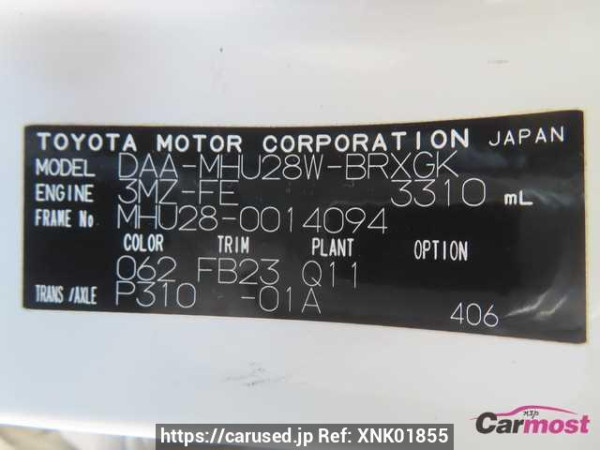 TOYOTA MOTOR CORPORATION JAPAN
MODEL DAA-MHU28W-BRXGK
ENGINE 3MZ-FE 3310 mL
FRAME No MHU28-0014094
COLOR TRIM PLANT OPTION
062 FB23 Q11
TRANS/AXLE P310 -01A
406
Carmost
https://carused.jp Ref: XNK01855